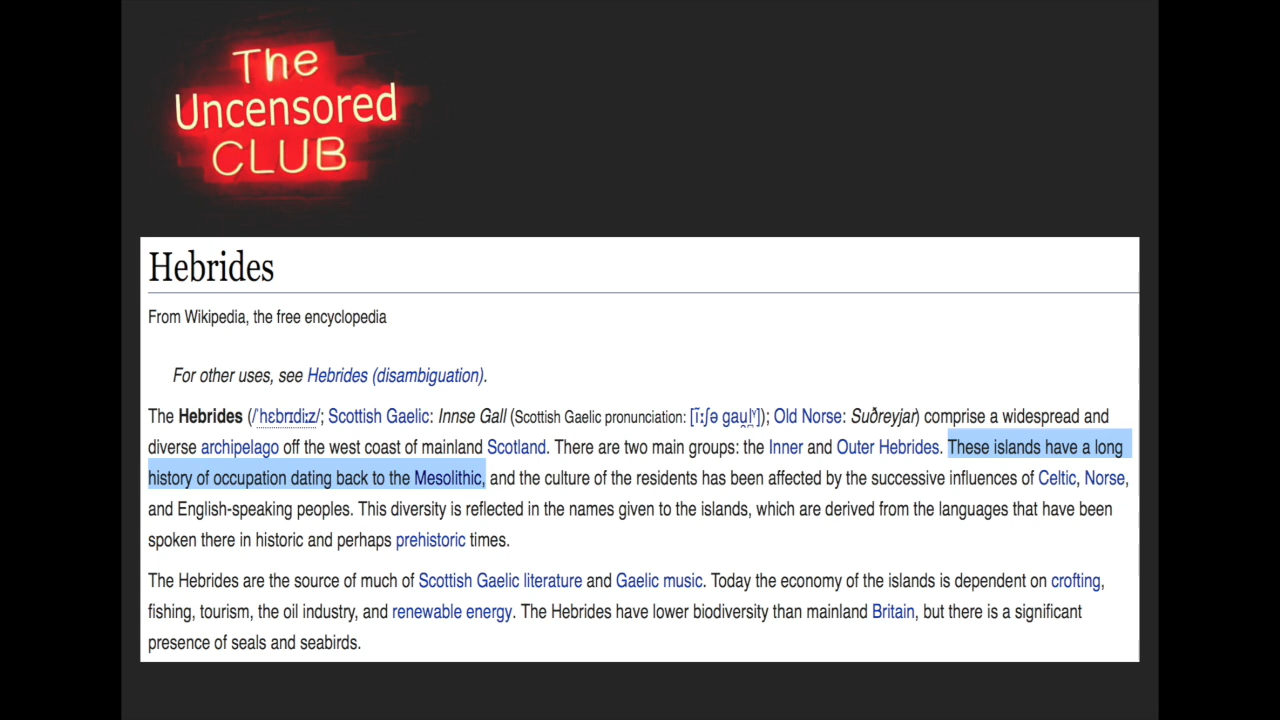 The
Uncensored
CLUB
Hebrides
From Wikipedia, the free encyclopedia
For other uses, see Hebrides (disambiguation).
The Hebrides (/ˈhɛbrɪdiːz/; Scottish Gaelic: Innse Gall (Scottish Gaelic pronunciation: [ĩːʃə gau̯l̪ˠ]); Old Norse: Suðreyjar) comprise a widespread and
diverse archipelago off the west coast of mainland Scotland. There are two main groups: the Inner and Outer Hebrides. These islands have a long
history of occupation dating back to the Mesolithic, and the culture of the residents has been affected by the successive influences of Celtic, Norse,
and English-speaking peoples. This diversity is reflected in the names given to the islands, which are derived from the languages that have been
spoken there in historic and perhaps prehistoric times.
The Hebrides are the source of much of Scottish Gaelic literature and Gaelic music. Today the economy of the islands is dependent on crofting,
fishing, tourism, the oil industry, and renewable energy. The Hebrides have lower biodiversity than mainland Britain, but there is a significant
presence of seals and seabirds.